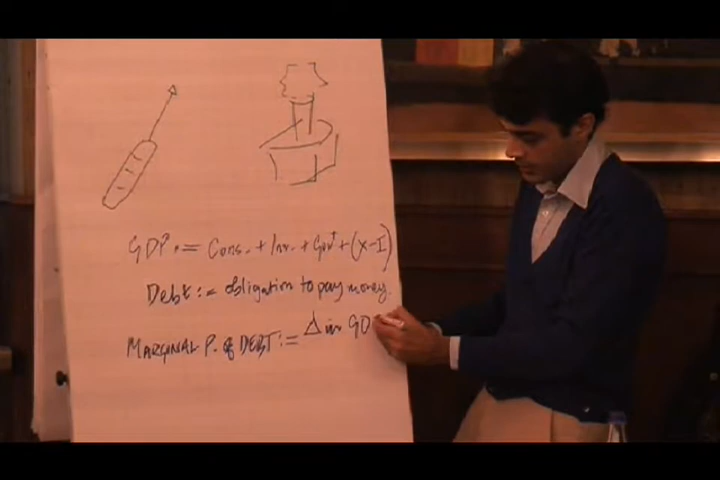 GDP := Cons. + Inv. + Gov't + (X-I)
Debt := obligation to pay money.
MARGINAL P. of DEBT := Δ in GD